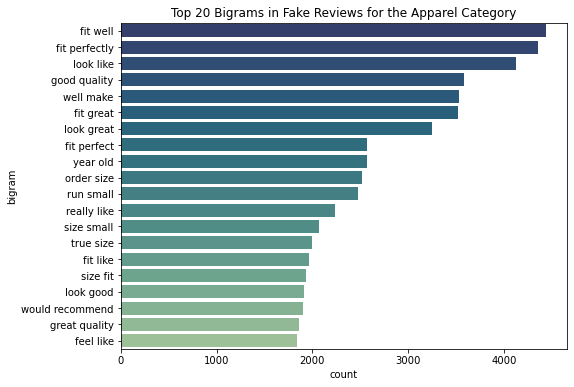 Top 20 Bigrams in Fake Reviews for the Apparel Category
bigram
fit well
fit perfectly
look like
good quality
well make
fit great
look great
fit perfect
year old
order size
run small
really like
size small
true size
fit like
size fit
look good
would recommend
great quality
feel like
0 1000 2000 3000 4000
count